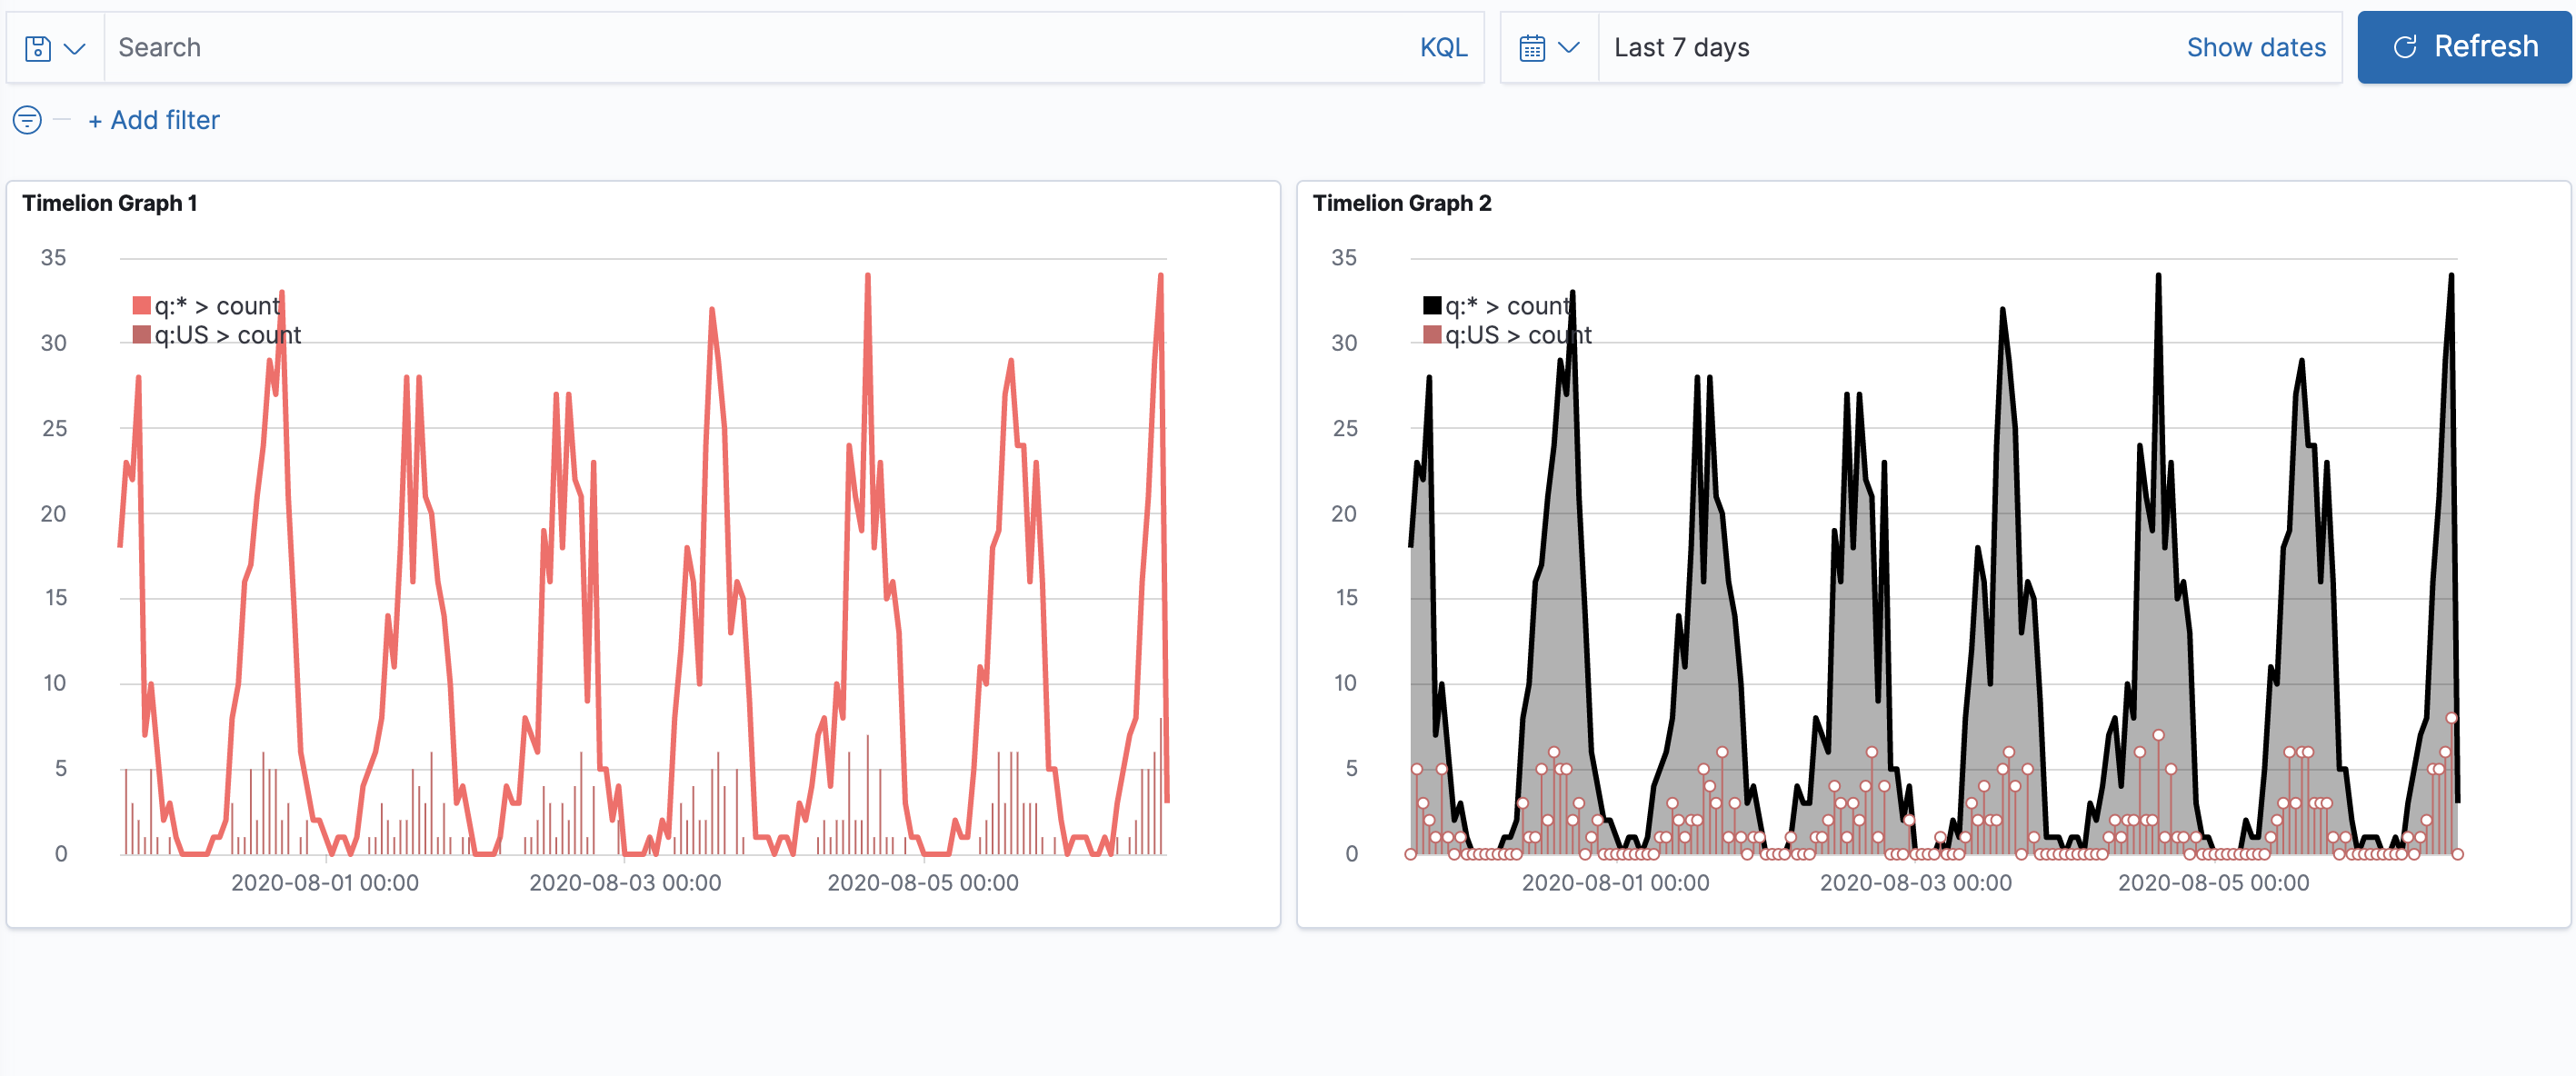 Search KQL Last 7 days Show dates Refresh
+ Add filter
Timelion Graph 1
35
30
25
20
15
10
5
0
q:* > count
q:US > count
2020-08-01 00:00 2020-08-03 00:00 2020-08-05 00:00
Timelion Graph 2
35
30
25
20
15
10
5
0
q:* > count
q:US > count
2020-08-01 00:00 2020-08-03 00:00 2020-08-05 00:00